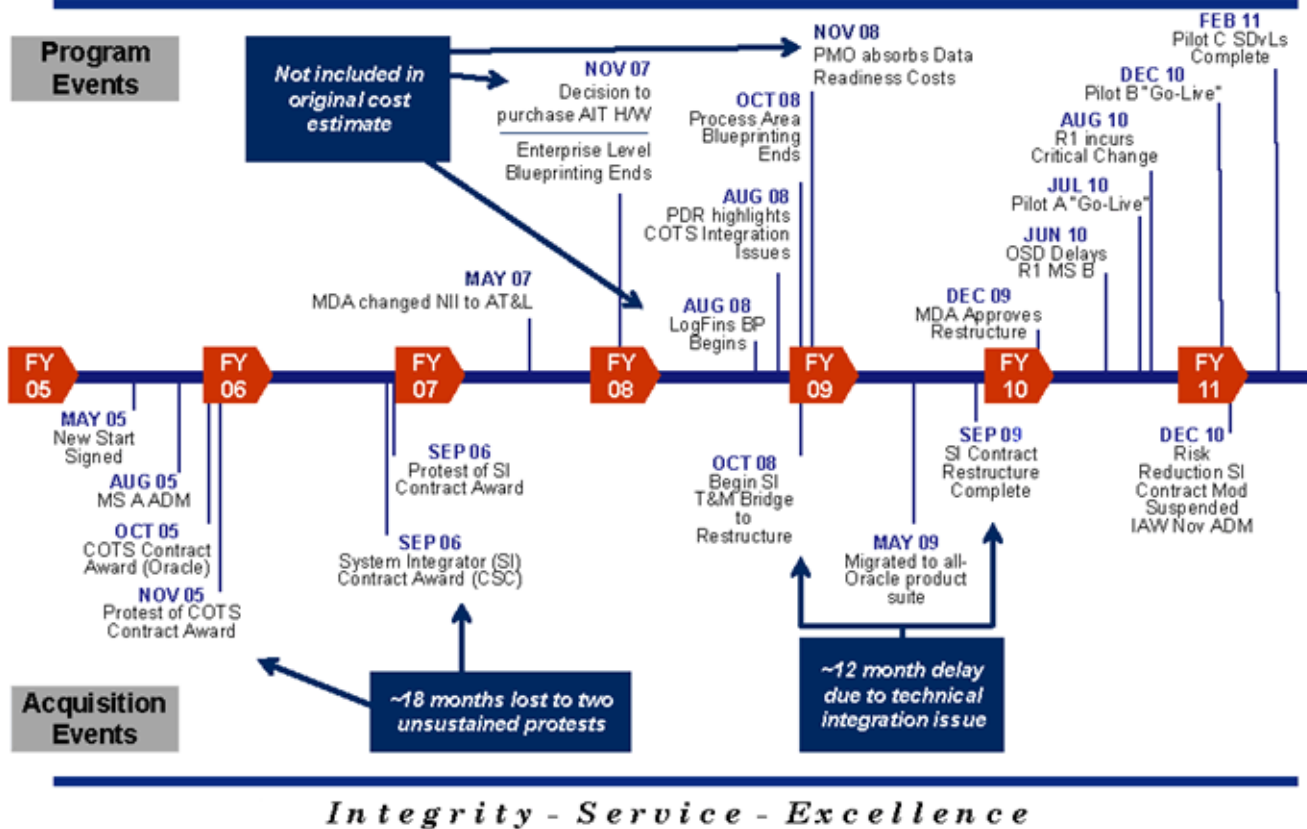 Program
Events
Not included in
original cost
estimate
NOV 07
Decision to
purchase AIT H/W
Enterprise Level
Blueprinting Ends
NOV 08
PMO absorbs Data
Readiness Costs
OCT 08
Process Area
Blueprinting
Ends
AUG 08
PDR highlights
COTS Integration
Issues
AUG 08
LogFins BP
Begins
MAY 07
MDA changed NII to AT&L
FEB 11
Pilot C SDvLs
Complete
DEC 10
Pilot B "Go-Live"
AUG 10
R1 incurs
Critical Change
JUL 10
Pilot A "Go-Live"
JUN 10
OSD Delays
R1 MS B
DEC 09
MDA Approves
Restructure
FY
05
FY
06
FY
07
FY
08
FY
09
FY
10
FY
11
MAY 05
New Start
Signed
AUG 05
MS A ADM
OCT 05
COTS Contract
Award (Oracle)
NOV 05
Protest of COTS
Contract Award
SEP 06
Protest of SI
Contract Award
SEP 06
System Integrator (SI)
Contract Award (CSC)
OCT 08
Begin SI
T&M Bridge
to
Restructure
MAY 09
Migrated to all-
Oracle product
suite
SEP 09
SI Contract
Restructure
Complete
DEC 10
Risk
Reduction SI
Contract Mod
Suspended
IAW Nov ADM
Acquisition
Events
~18 months lost to two
unsustained protests
~12 month delay
due to technical
integration issue
Integrity - Service - Excellence